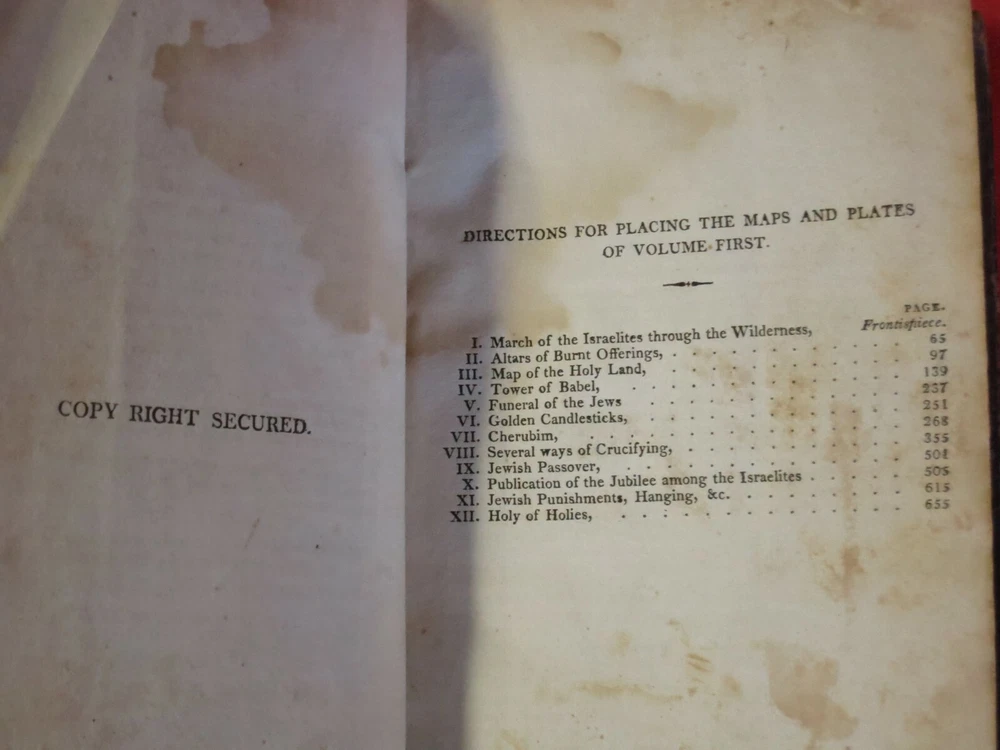 COPY RIGHT SECURED.
DIRECTIONS FOR PLACING THE MAPS AND PLATES
OF VOLUME FIRST.
PAGE.
I. March of the Israelites through the Wilderness, Frontispiece.
II. Altars of Burnt Offerings, . . . . . . . . . . 65
III. Map of the Holy Land, . . . . . . . . . . 97
IV. Tower of Babel, . . . . . . . . . . 139
V. Funeral of the Jews . . . . . . . . . . 237
VI. Golden Candlesticks, . . . . . . . . . . 251
VII. Cherubim, . . . . . . . . . . . 268
VIII. Several ways of Crucifying, . . . . . . . . . 355
IX. Jewish Passover, . . . . . . . . . . 501
X. Publication of the Jubilee among the Israelites . . . . 505
XI. Jewish Punishments, Hanging, &c. . . . . . . . 615
XII. Holy of Holies, . . . . . . . . . . 655